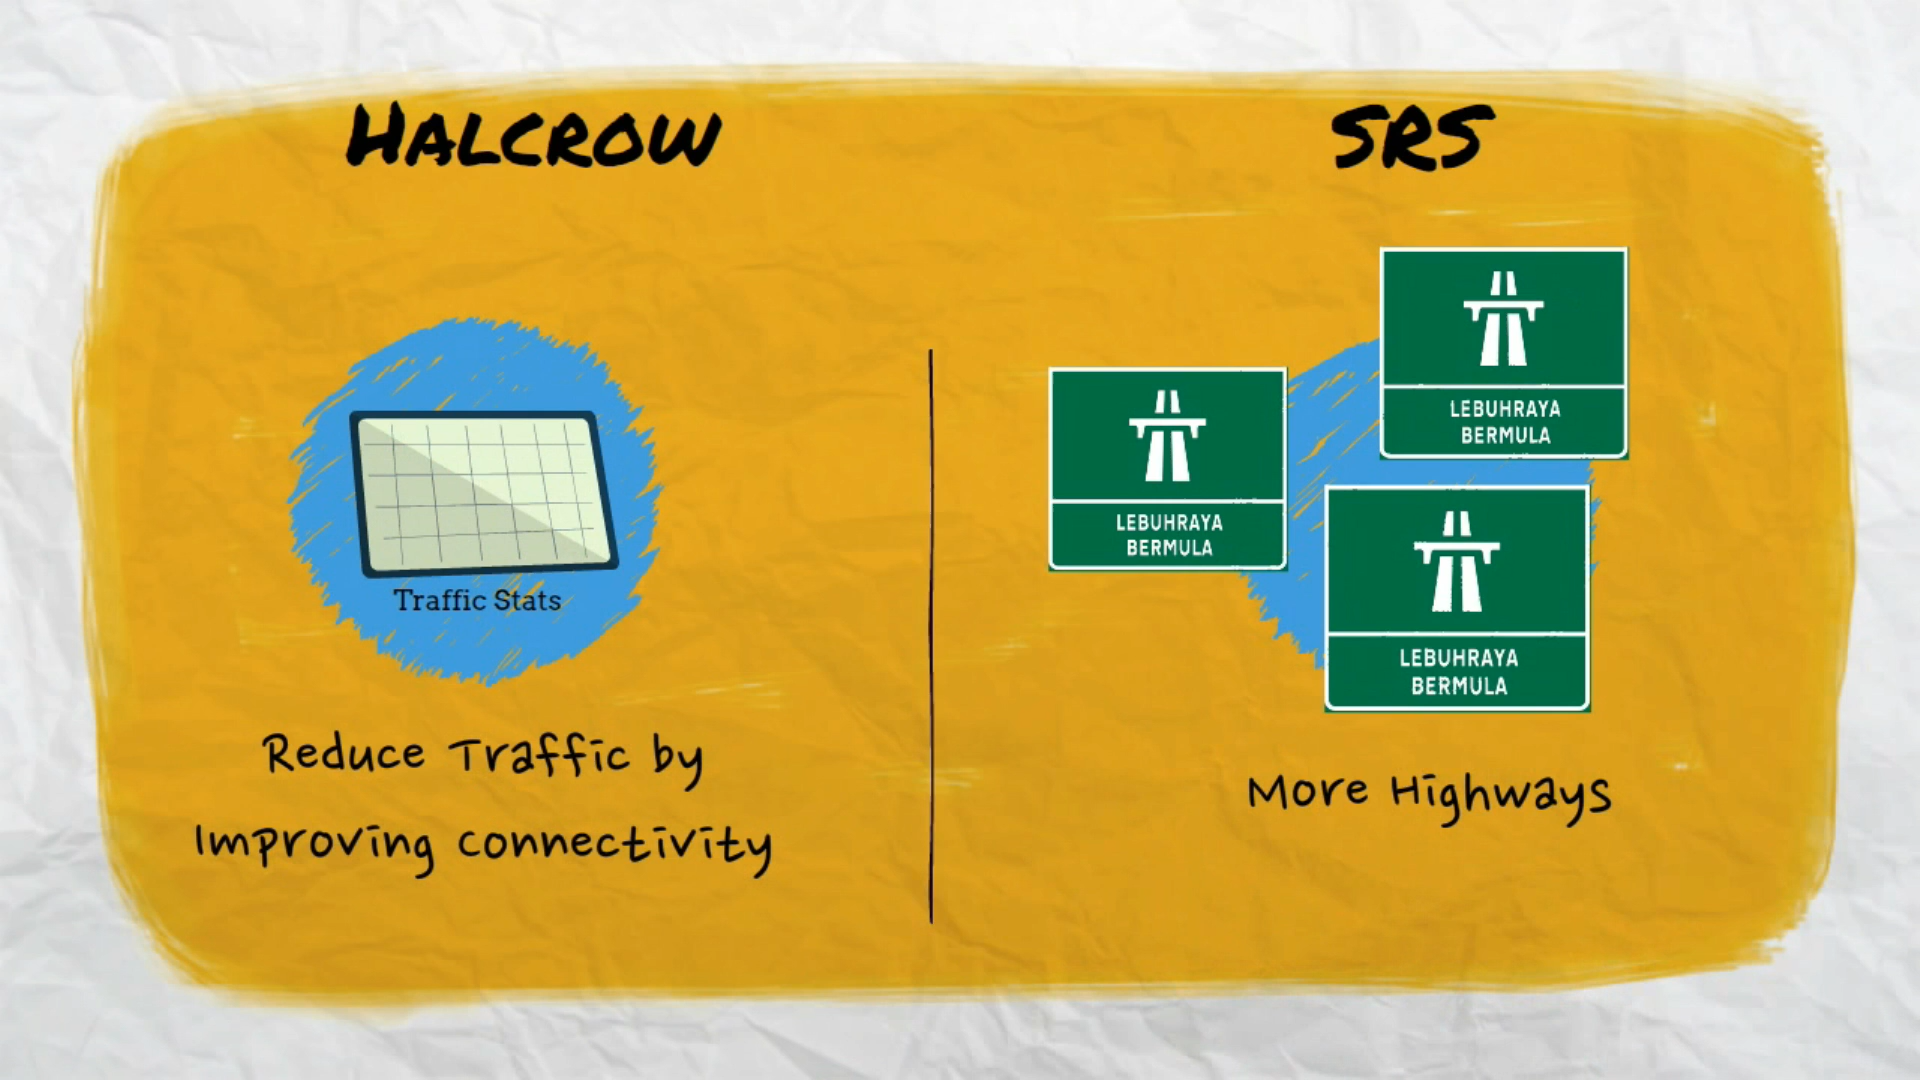 HALCROW
Traffic Stats
Reduce Traffic by
Improving connectivity
SRS
LEBUHRAYA
BERMULA
LEBUHRAYA
BERMULA
LEBUHRAYA
BERMULA
More Highways